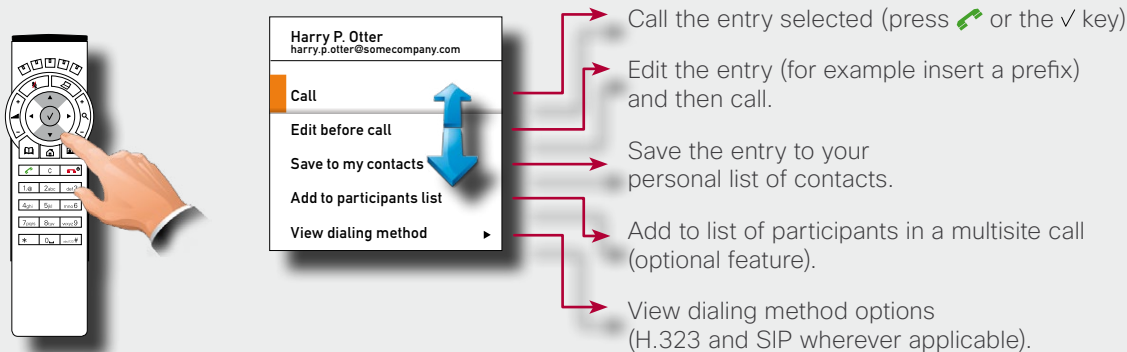 Harry P. Otter
harry.p.otter@somecompany.com
Call
Edit before call
Save to my contacts
Add to participants list
View dialing method
Call the entry selected (press or the ✓ key)
Edit the entry (for example insert a prefix)
and then call.
Save the entry to your
personal list of contacts.
Add to list of participants in a multisite call
(optional feature).
View dialing method options
(H.323 and SIP wherever applicable).